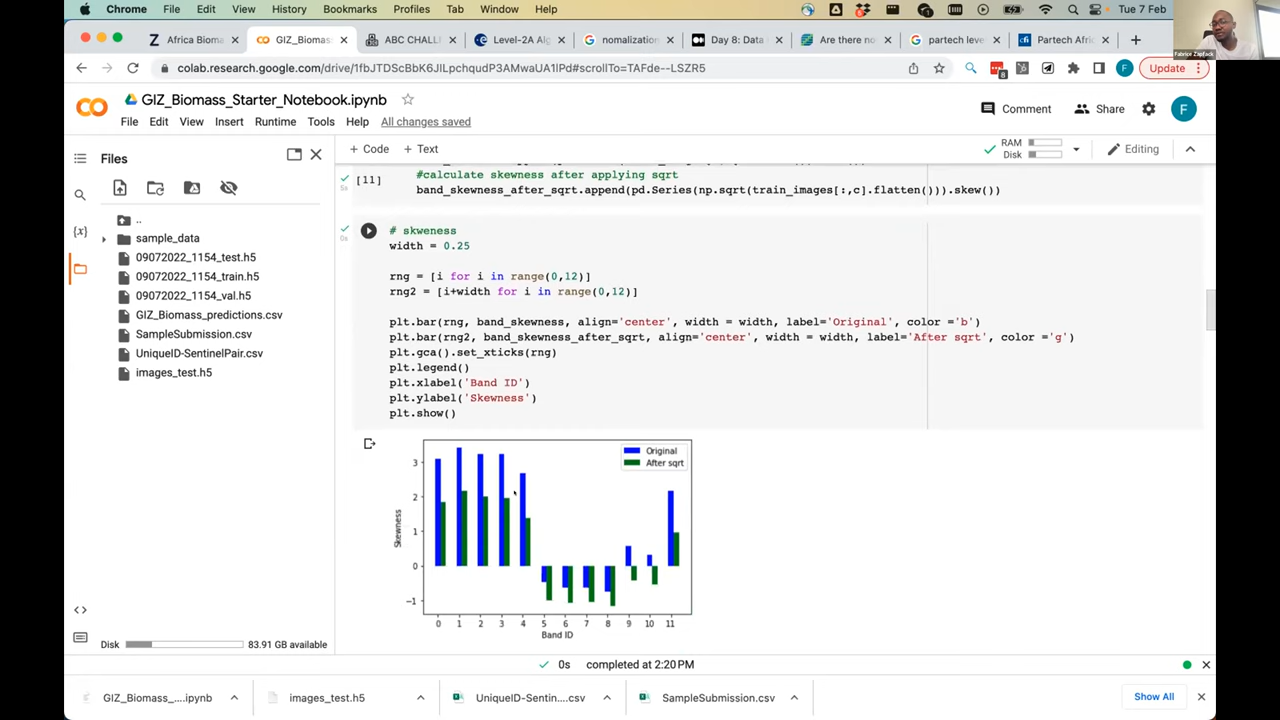 Chrome File Edit View History Bookmarks Profiles Tab Window Help Tue 7 Feb
Africa Bioma GIZ_Biomass ABC CHALL Level-2A Alg nomalization Day 8: Data Are there no partech leve Partech Afric
colab.research.google.com/drive/1fbJTDScBbK6JILpcbaJ MwaUA1lPd#scrollTo=TAFde--LSZR5
Update
Fabrice Zapfack
GIZ_Biomass_Starter_Notebook.ipynb
File Edit View Insert Runtime Tools Help All changes saved
Comment Share
Files
+ Code + Text
RAM
Disk
Editing
..
sample_data
09072022_1154_test.h5
09072022_1154_train.h5
09072022_1154_val.h5
GIZ_Biomass_predictions.csv
SampleSubmission.csv
UniqueID-SentinelPair.csv
images_test.h5
Disk 83.91 GB available
[11]
5s
#calculate skewness after applying sqrt
band_skewness_after_sqrt.append(pd.Series(np.sqrt(train_images[:,c].flatten())).skew())
0s
# skweness
width = 0.25
rng = [i for i in range(0,12)]
rng2 = [i+width for i in range(0,12)]
plt.bar(rng, band_skewness, align='center', width = width, label='Original', color ='b')
plt.bar(rng2, band_skewness_after_sqrt, align='center', width = width, label='After sqrt', color ='g')
plt.gca().set_xticks(rng)
plt.legend()
plt.xlabel('Band ID')
plt.ylabel('Skewness')
plt.show()
Original
After sqrt
3
2
1
0
−1
Skewness
0 1 2 3 4 5 6 7 8 9 10 11
Band ID
0s completed at 2:20 PM
GIZ_Biomass_....ipynb images_test.h5 UniqueID-Sentin....csv SampleSubmission.csv Show All